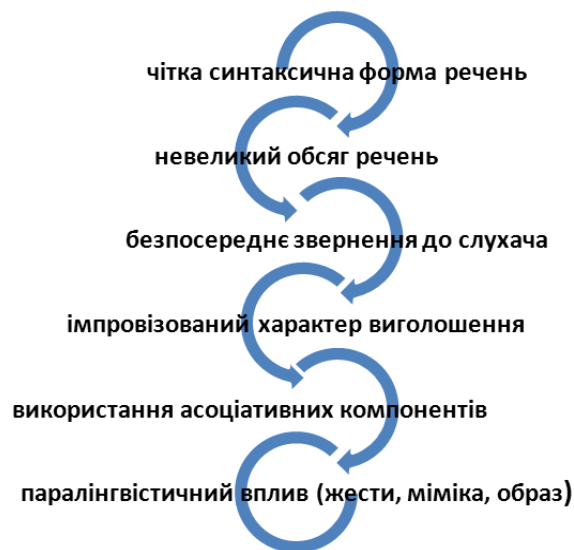 чітка синтаксична форма речень
невеликий обсяг речень
безпосереднє звернення до слухача
імпровізований характер виголошення
використання асоціативних компонентів
паралінгвістичний вплив (жести, міміка, образ)